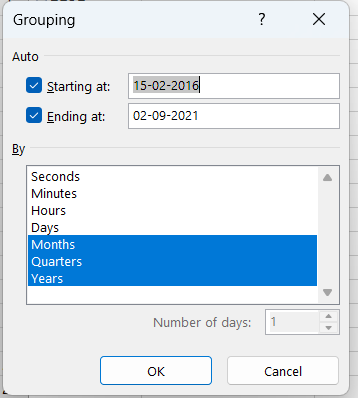 Grouping
?
Auto
Starting at: 15-02-2016
Ending at: 02-09-2021
By
Seconds
Minutes
Hours
Days
Months
Quarters
Years
Number of days: 1
OK Cancel